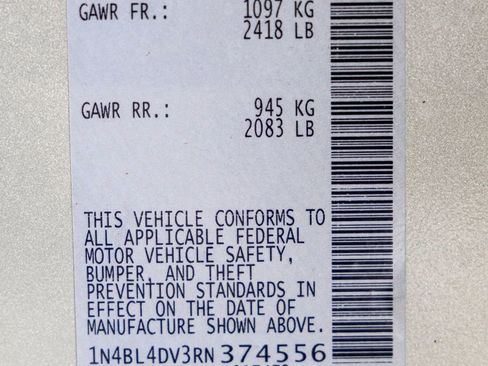 GAWR FR.: 1097 KG
2418 LB
GAWR RR.: 945 KG
2083 LB
THIS VEHICLE CONFORMS TO
ALL APPLICABLE FEDERAL
MOTOR VEHICLE SAFETY,
BUMPER, AND THEFT
PREVENTION STANDARDS IN
EFFECT ON THE DATE OF
MANUFACTURE SHOWN ABOVE.
1N4BL4DV3RN374556